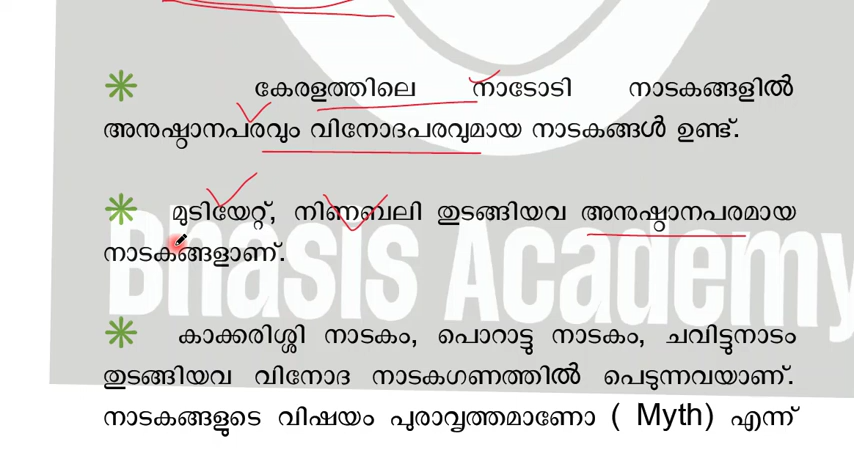 കേരളത്തിലെ നാടോടി നാടകങ്ങളിൽ
അനുഷ്ഠാനപരവും വിനോദപരവുമായ നാടകങ്ങൾ ഉണ്ട്.
മുടിയേറ്റ്, നിണബലി തുടങ്ങിയവ അനുഷ്ഠാനപരമായ
നാടകങ്ങളാണ്.
Bhasis Academy
കാക്കരിശ്ശി നാടകം, പൊറാട്ടു നാടകം, ചവിട്ടുനാടം
തുടങ്ങിയവ വിനോദ നാടകഗണത്തിൽ പെടുന്നവയാണ്.
നാടകങ്ങളുടെ വിഷയം പുരാവൃത്തമാണോ ( Myth) എന്ന്